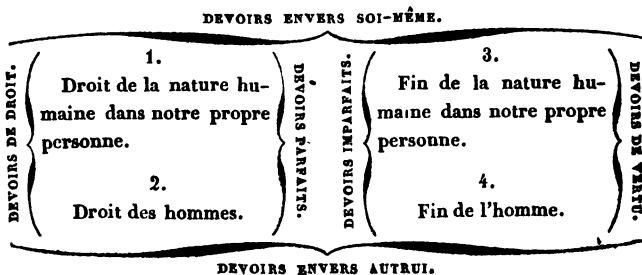 DEVOIRS ENVERS SOI-MÊME.
DEVOIRS DE DROIT.
1.
Droit de la nature hu-
maine dans notre propre
personne.
2.
Droit des hommes.
DEVOIRS PARFAITS.
DEVOIRS IMPARFAITS.
3.
Fin de la nature hu-
maine dans notre propre
personne.
4.
Fin de l'homme.
DEVOIRS DE VERTU.
DEVOIRS ENVERS AUTRUI.